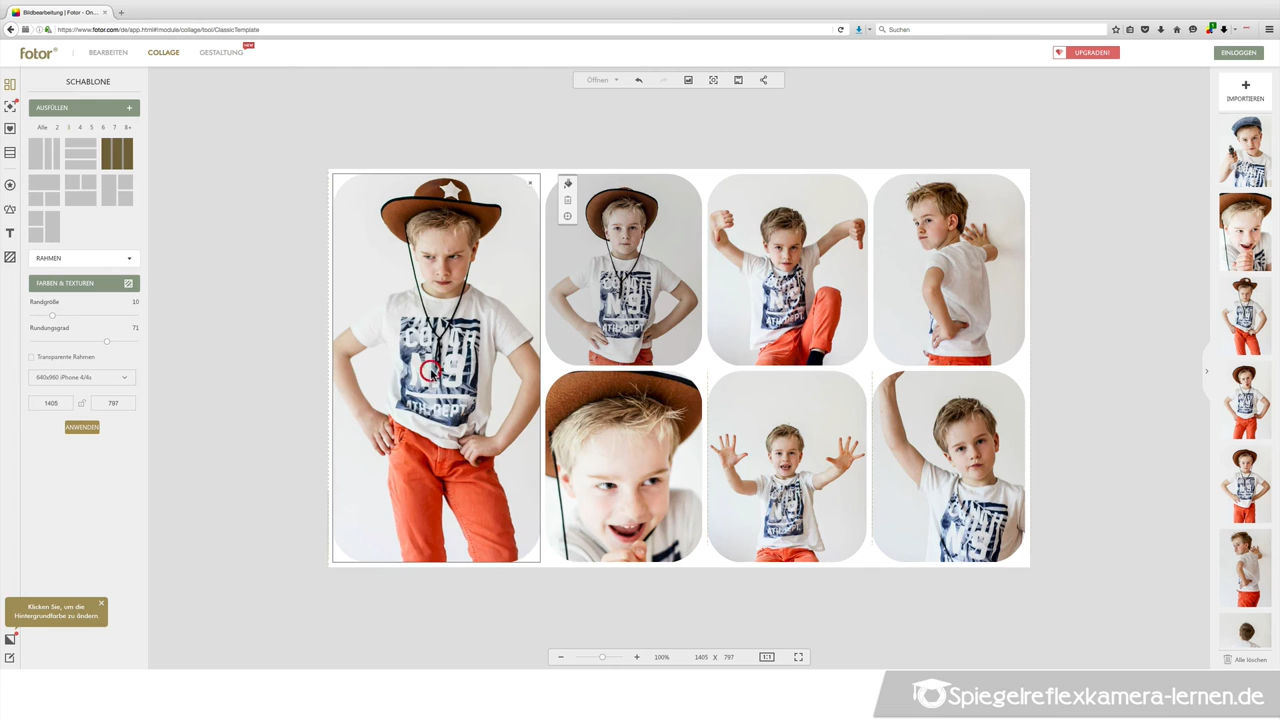 Bildbearbeitung | Fotor - On...
https://www.fotor.com/de/app.html#!module/collage/tool/ClassicTemplate
Suchen
fotor
BEARBEITEN
COLLAGE
GESTALTUNG
NEW
UPGRADEN!
EINLOGGEN
SCHABLONE
Öffnen
IMPORTIEREN
AUSFÜLLEN
Alle 2 3 4 5 6 7 8+
RAHMEN
FARBEN & TEXTUREN
Randgröße 10
Rundungsgrad 71
Transparente Rahmen
640x960 iPhone 4/4s
1405 797
ANWENDEN
Klicken Sie, um die
Hintergrundfarbe zu ändern.
100% 1405 X 797 1:1
Alle löschen
Spiegelreflexkamera-lernen.de